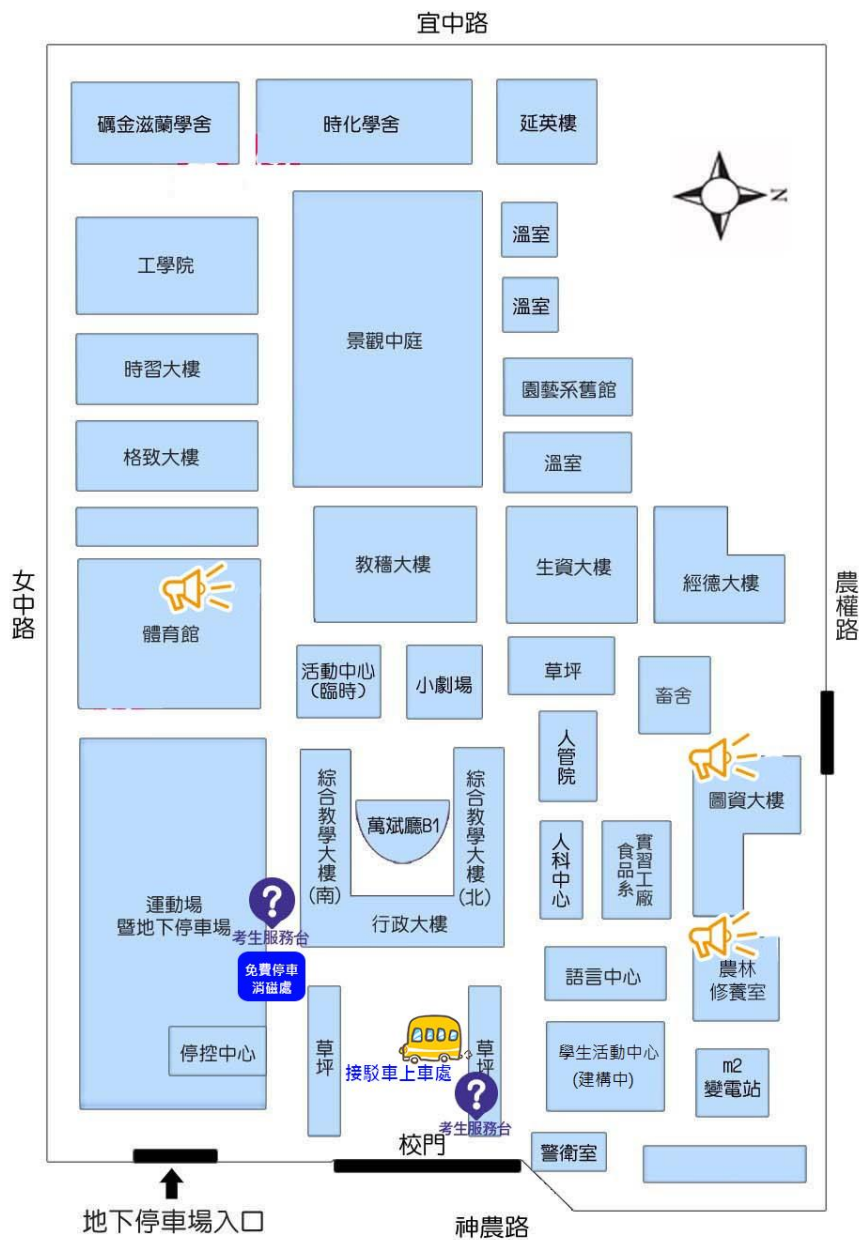 宜中路
礪金滋蘭學舍
時化學舍
延英樓
N
工學院
溫室
溫室
景觀中庭
時習大樓
園藝系舊館
格致大樓
溫室
教穡大樓
生資大樓
經德大樓
女中路
農權路
體育館
活動中心
(臨時)
小劇場
草坪
畜舍
人管院
圖資大樓
綜合教學大樓
(南)
萬斌廳B1
綜合教學大樓
(北)
人科中心
食品系
實習工廠
運動場
暨地下停車場
行政大樓
?
考生服務台
免費停車
消磁處
語言中心
農林
修養室
停控中心
草坪
接駁車上車處
草坪
?
考生服務台
學生活動中心
(建構中)
m2
變電站
校門
警衛室
地下停車場入口
神農路